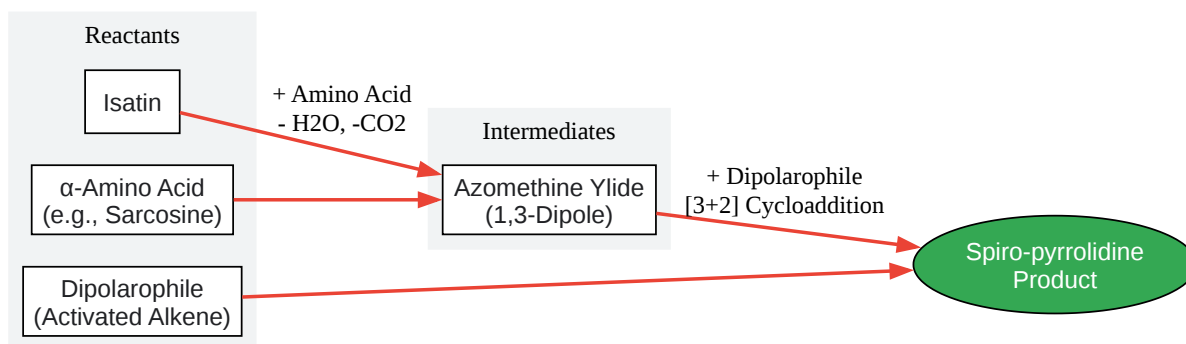 Reactants
Isatin
+ Amino Acid
- H2O, -CO2
Intermediates
α-Amino Acid
(e.g., Sarcosine)
Azomethine Ylide
(1,3-Dipole)
+ Dipolarophile
[3+2] Cycloaddition
Spiro-pyrrolidine
Product
Dipolarophile
(Activated Alkene)